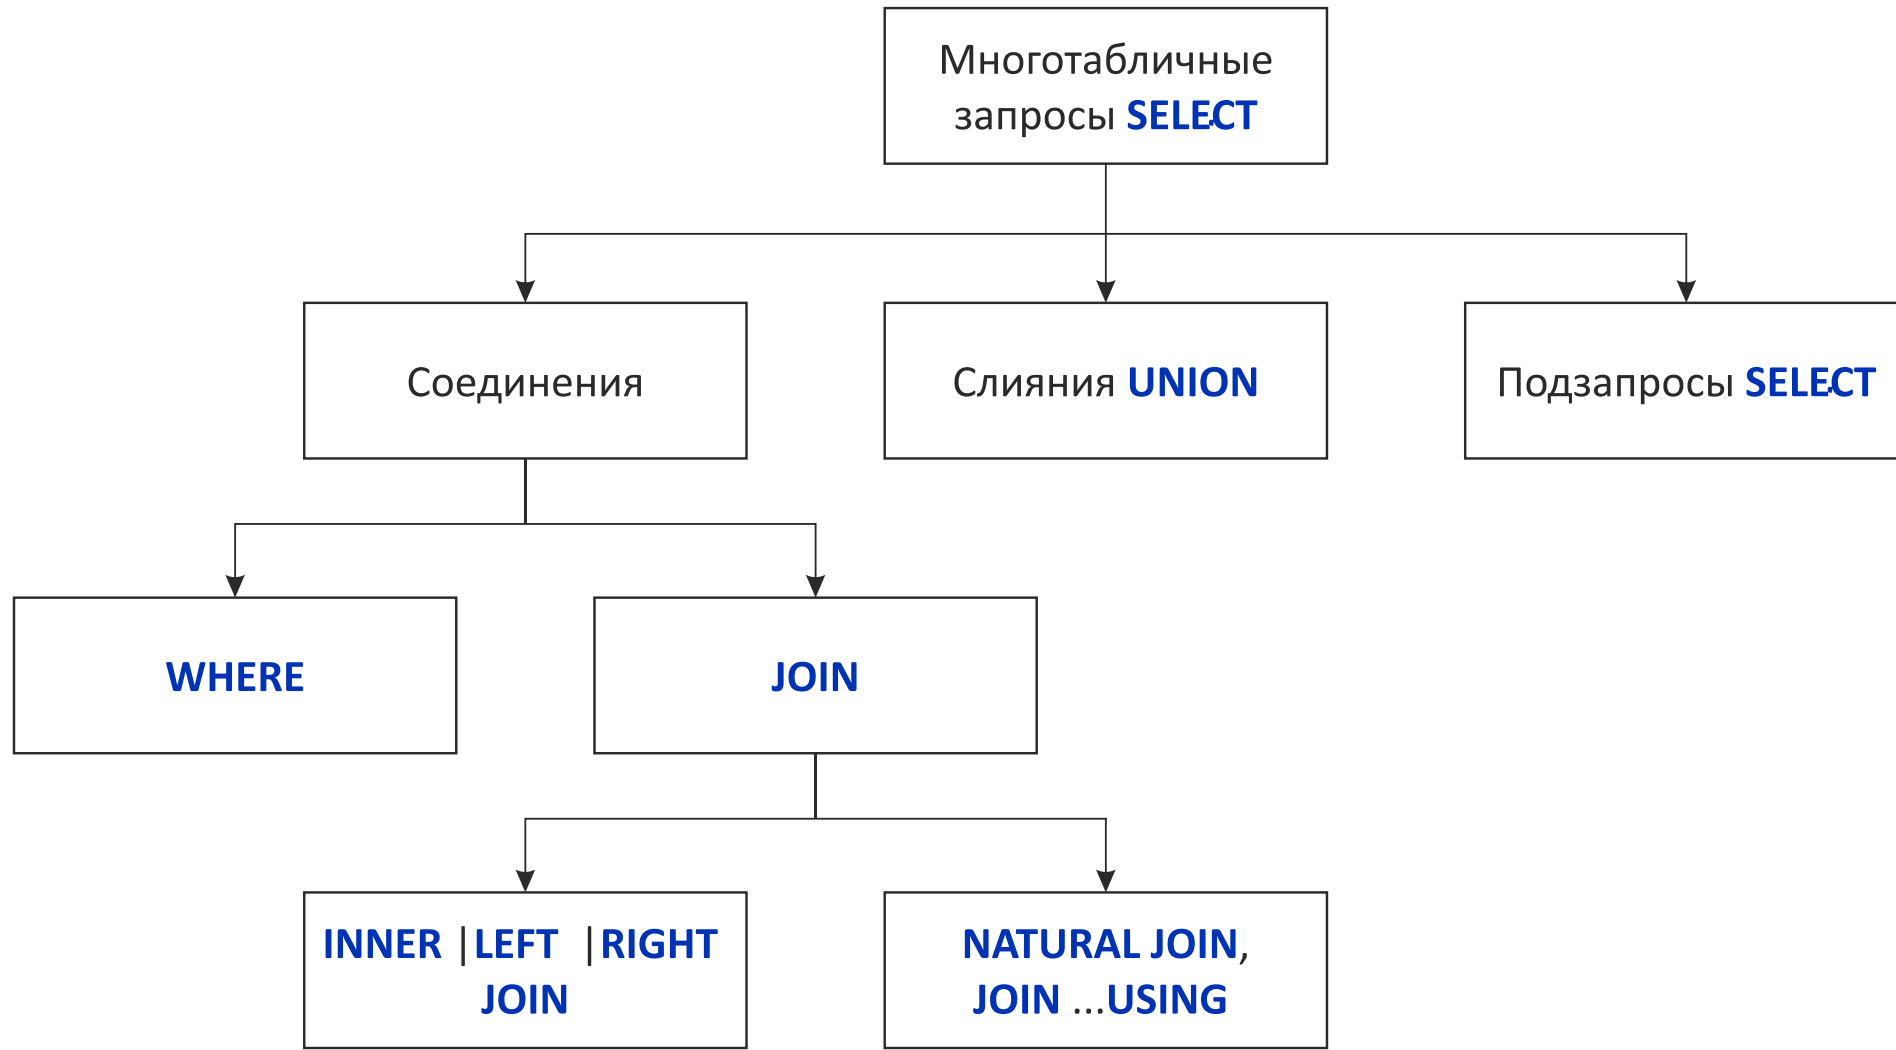 Многотабличные
запросы SELECT
Соединения
Слияния UNION
Подзапросы SELECT
WHERE
JOIN
INNER |LEFT |RIGHT
JOIN
NATURAL JOIN,
JOIN ...USING